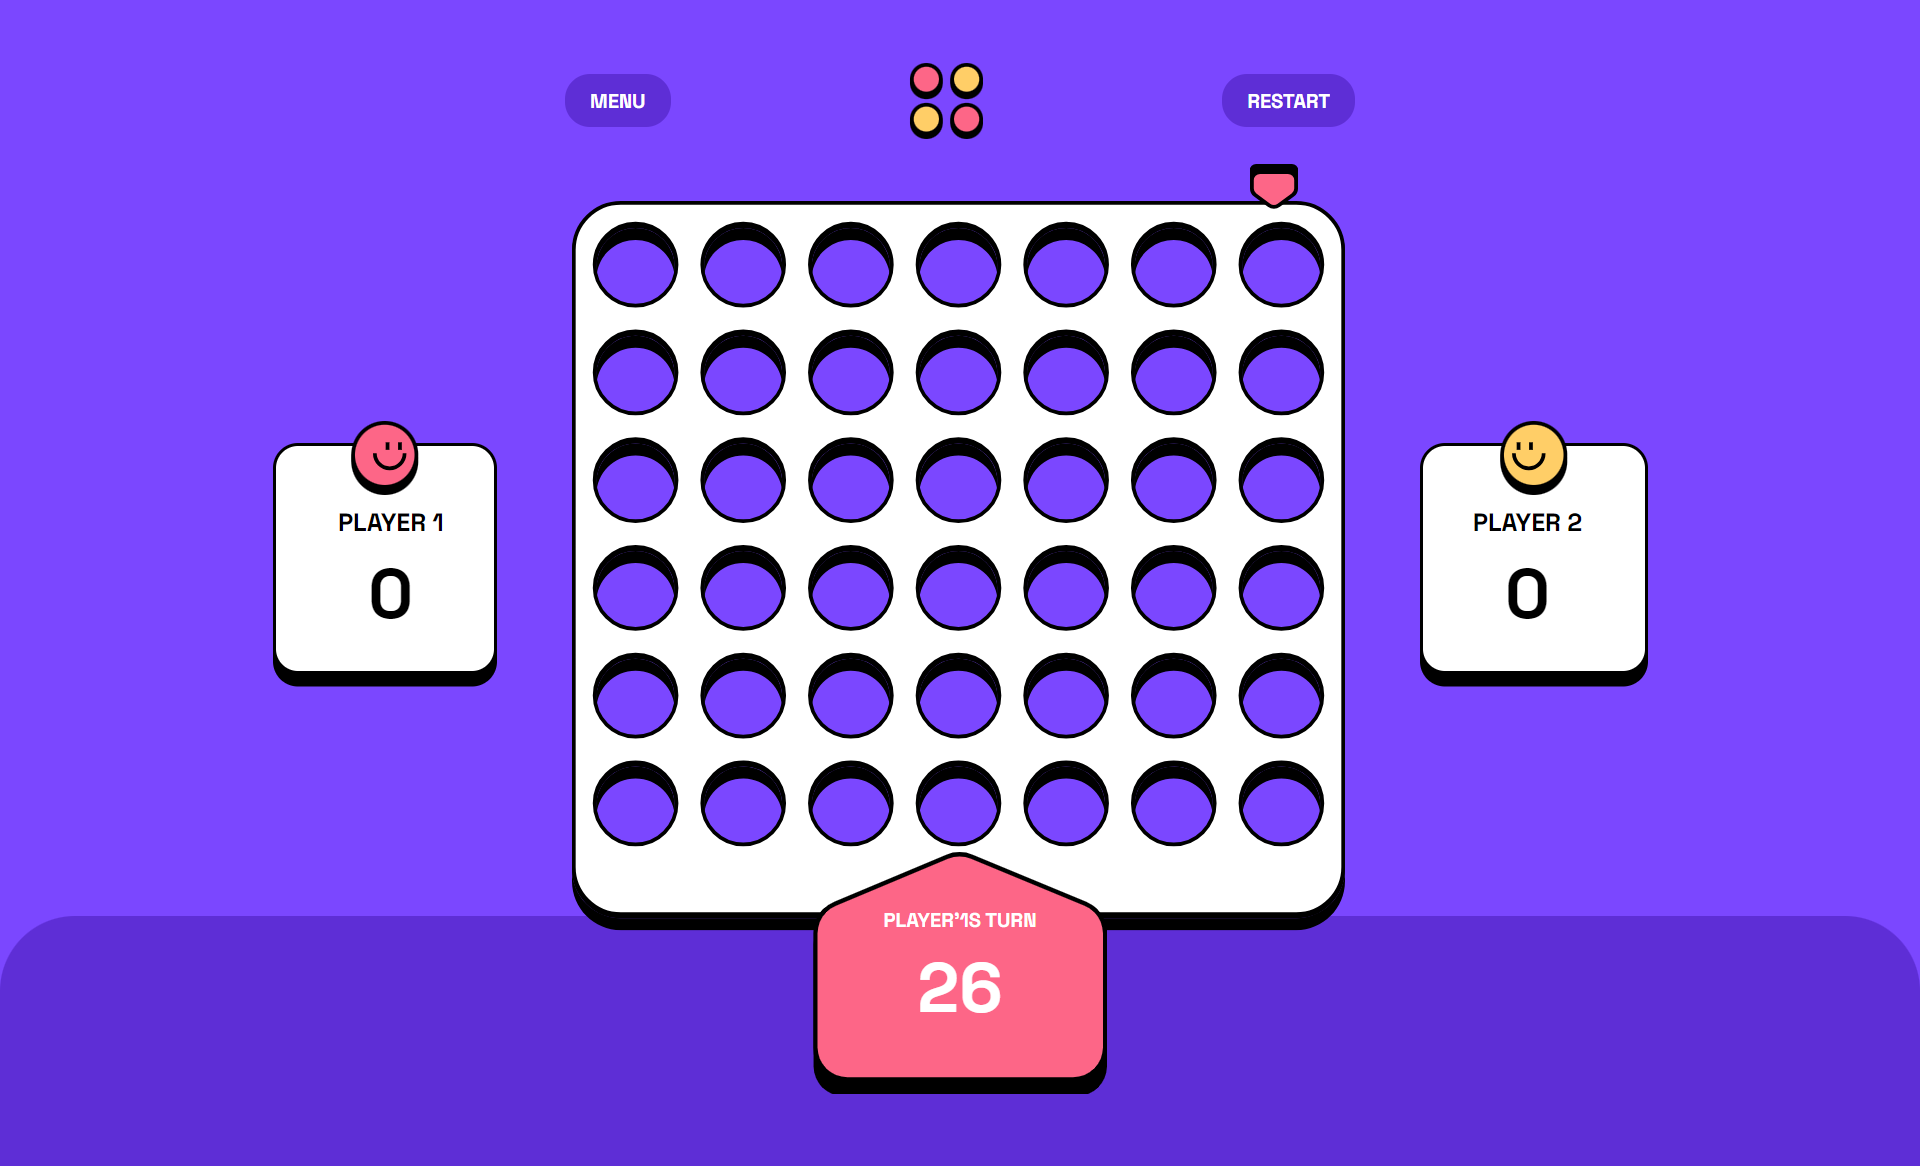 MENU
RESTART
PLAYER 1
0
PLAYER 2
0
PLAYER'1S TURN
26